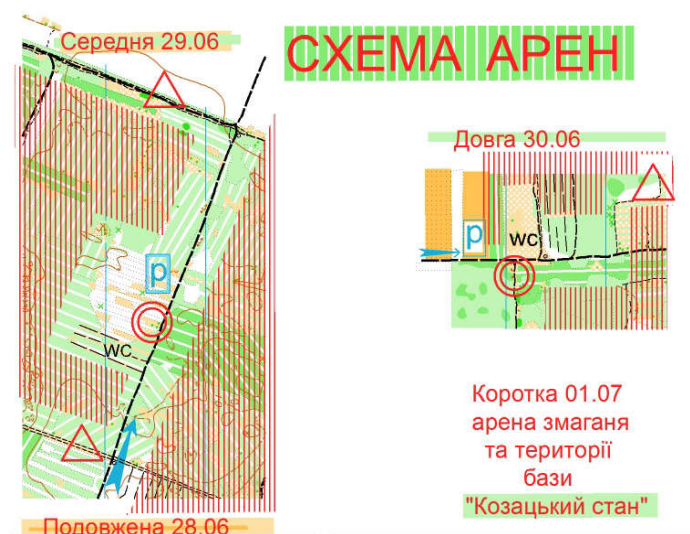 Середня 29.06
СХЕМА АРЕН
Довга 30.06
p
wc
p
wc
Коротка 01.07
арена змаганя
та території
бази
"Козацький стан"
Подовжена 28.06